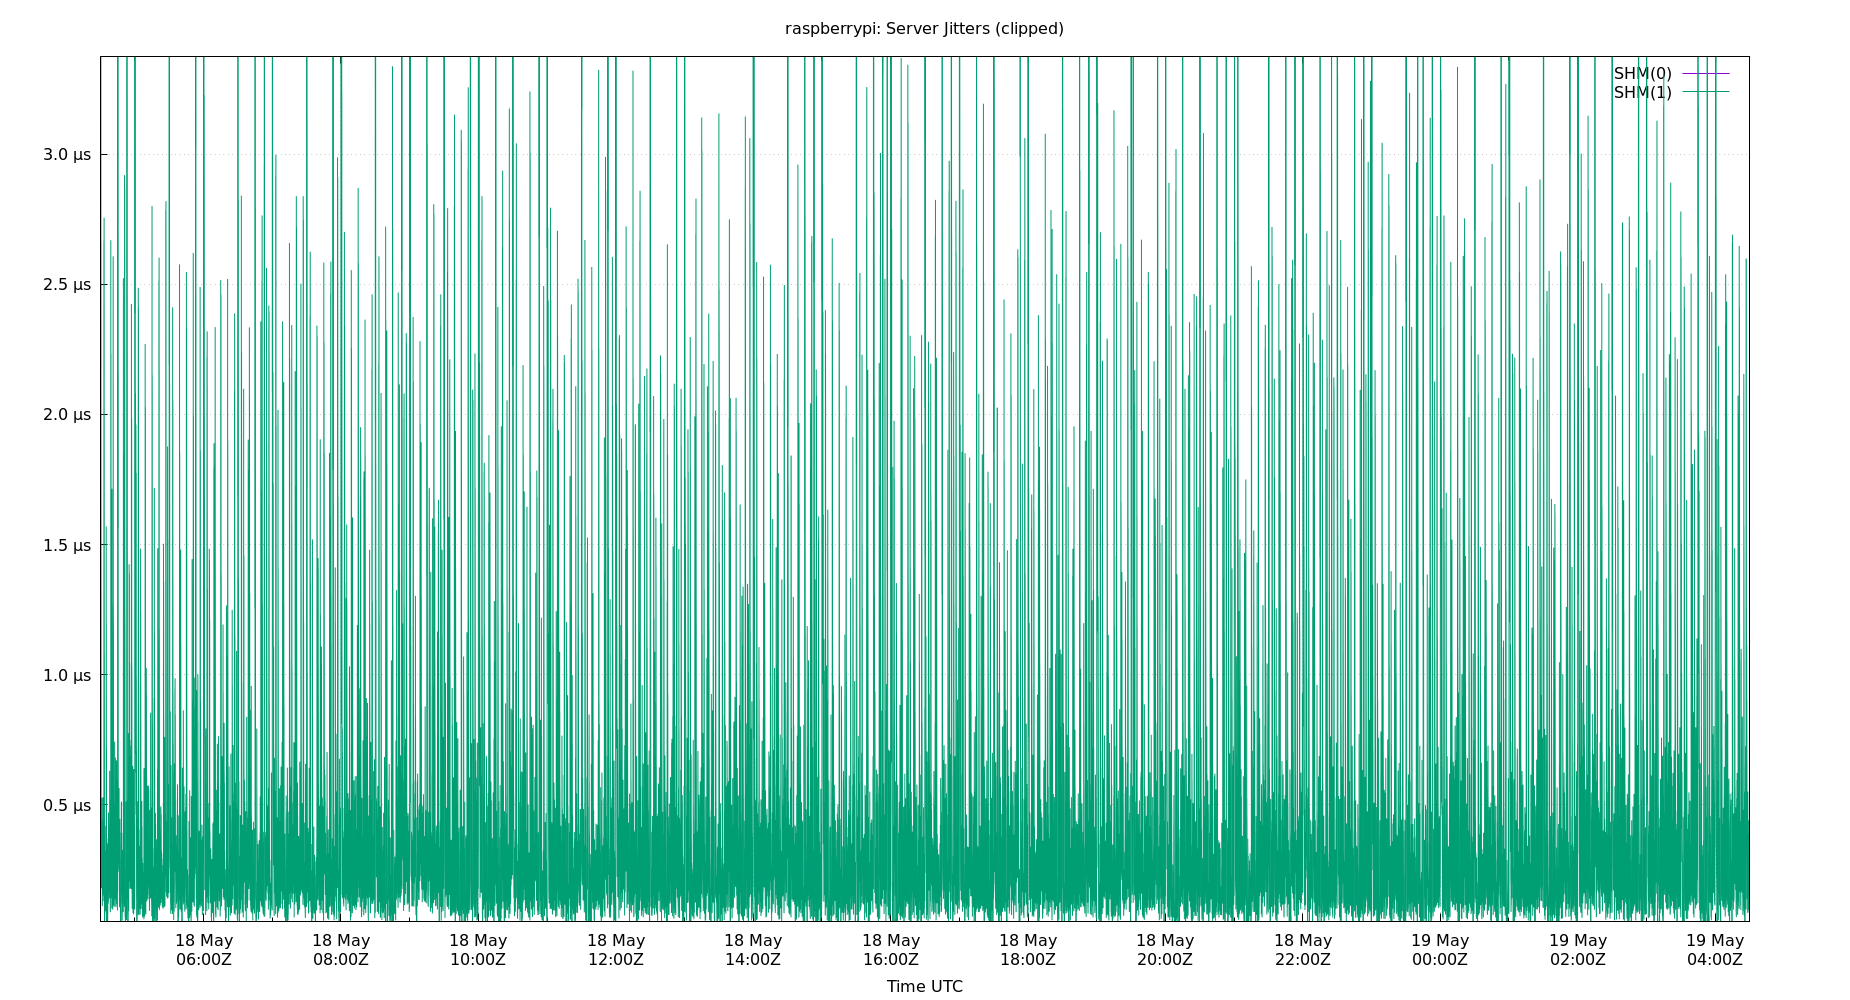 raspberrypi: Server Jitters (clipped)
SHM(0)
SHM(1)
3.0 µs
2.5 µs
2.0 µs
1.5 µs
1.0 µs
0.5 µs
18 May 18 May 18 May 18 May 18 May 18 May 18 May 18 May 18 May 19 May 19 May 19 May
06:00Z 08:00Z 10:00Z 12:00Z 14:00Z 16:00Z 18:00Z 20:00Z 22:00Z 00:00Z 02:00Z 04:00Z
Time UTC